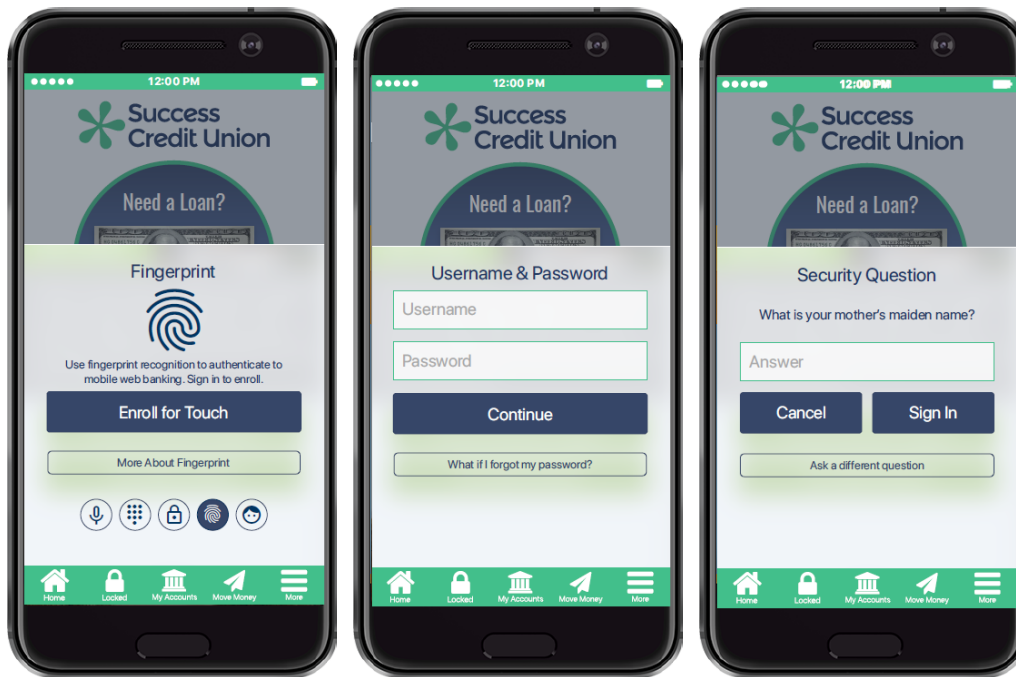 12:00 PM
Success
Credit Union
Need a Loan?
Fingerprint
Use fingerprint recognition to authenticate to
mobile web banking. Sign in to enroll.
Enroll for Touch
More About Fingerprint
Home
Locked
My Accounts
Move Money
More
12:00 PM
Success
Credit Union
Need a Loan?
Username & Password
Username
Password
Continue
What if I forgot my password?
Home
Locked
My Accounts
Move Money
More
12:00 PM
Success
Credit Union
Need a Loan?
Security Question
What is your mother's maiden name?
Answer
Cancel
Sign In
Ask a different question
Home
Locked
My Accounts
Move Money
More